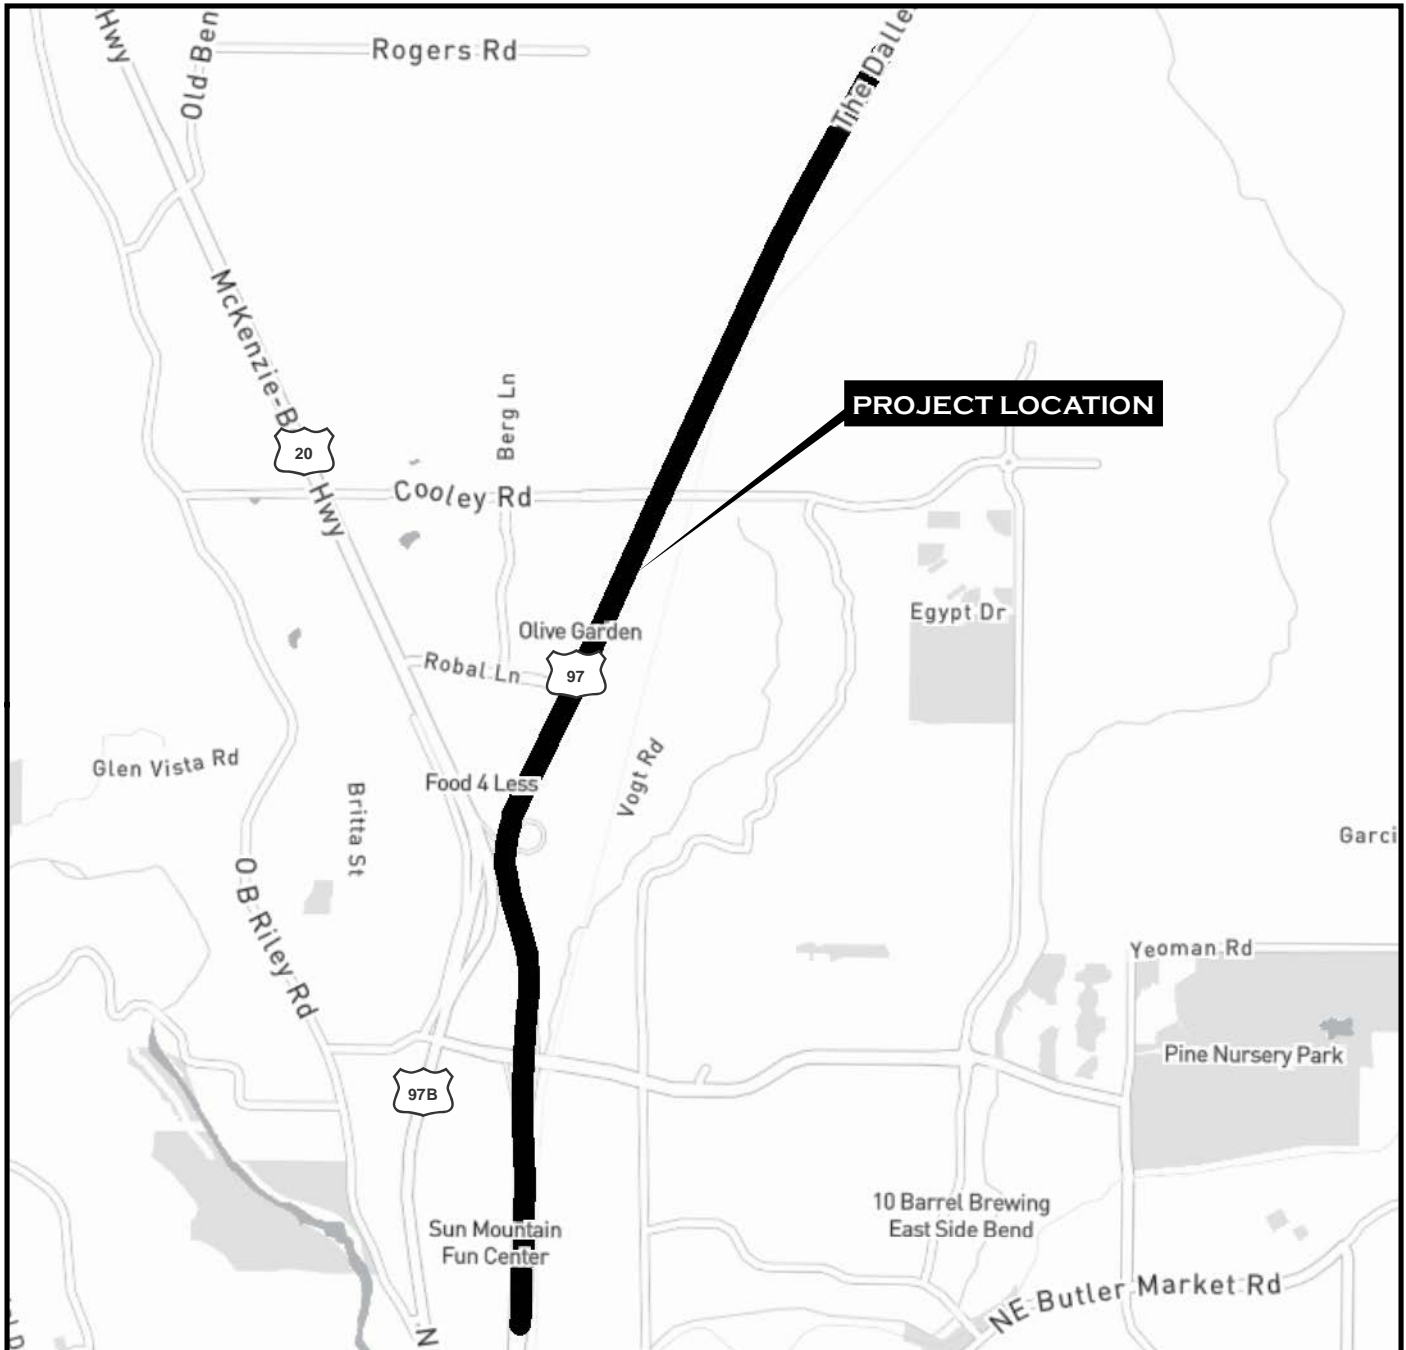 Hwy
Old Ben
Rogers Rd
The Dalle
McKenzie-B
20
Hwy
Berg Ln
PROJECT LOCATION
Cooley Rd
Egypt Dr
Olive Garden
Robal Ln
97
Glen Vista Rd
Vogt Rd
Food 4 Less
Britta St
Garci
O B Riley Rd
Yeoman Rd
Pine Nursery Park
97B
10 Barrel Brewing
East Side Bend
Sun Mountain
Fun Center
NE Butler Market Rd
N